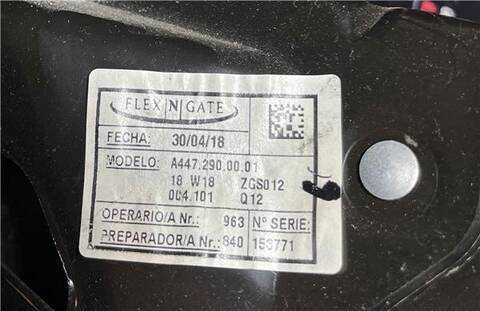 FLEX N GATE
FECHA: 30/04/18
MODELO: A447.290.00.01
18 W18 ZGS012
004.101 Q12
OPERARIO/A Nr.: 963 Nº SERIE:
PREPARADOR/A Nr.: 840 153771